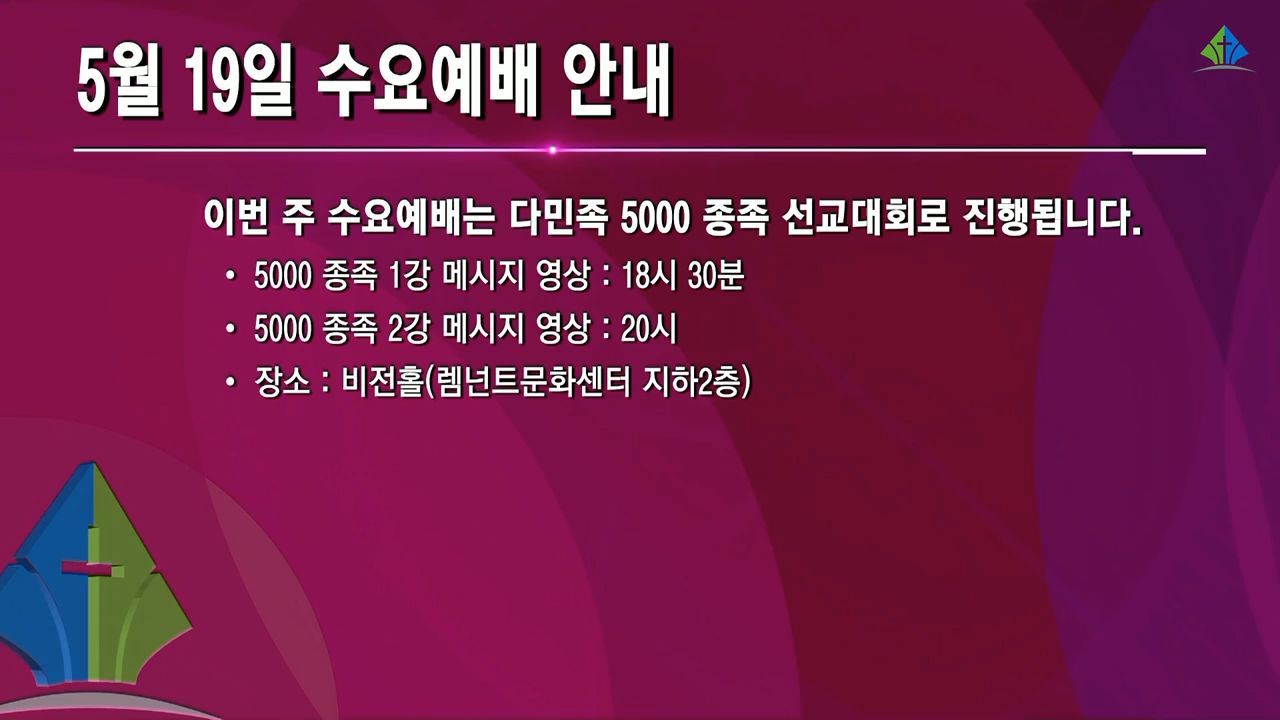 5월 19일 수요예배 안내
이번 주 수요예배는 다민족 5000 종족 선교대회로 진행됩니다.
• 5000 종족 1강 메시지 영상 : 18시 30분
• 5000 종족 2강 메시지 영상 : 20시
• 장소 : 비전홀(렘넌트문화센터 지하2층)